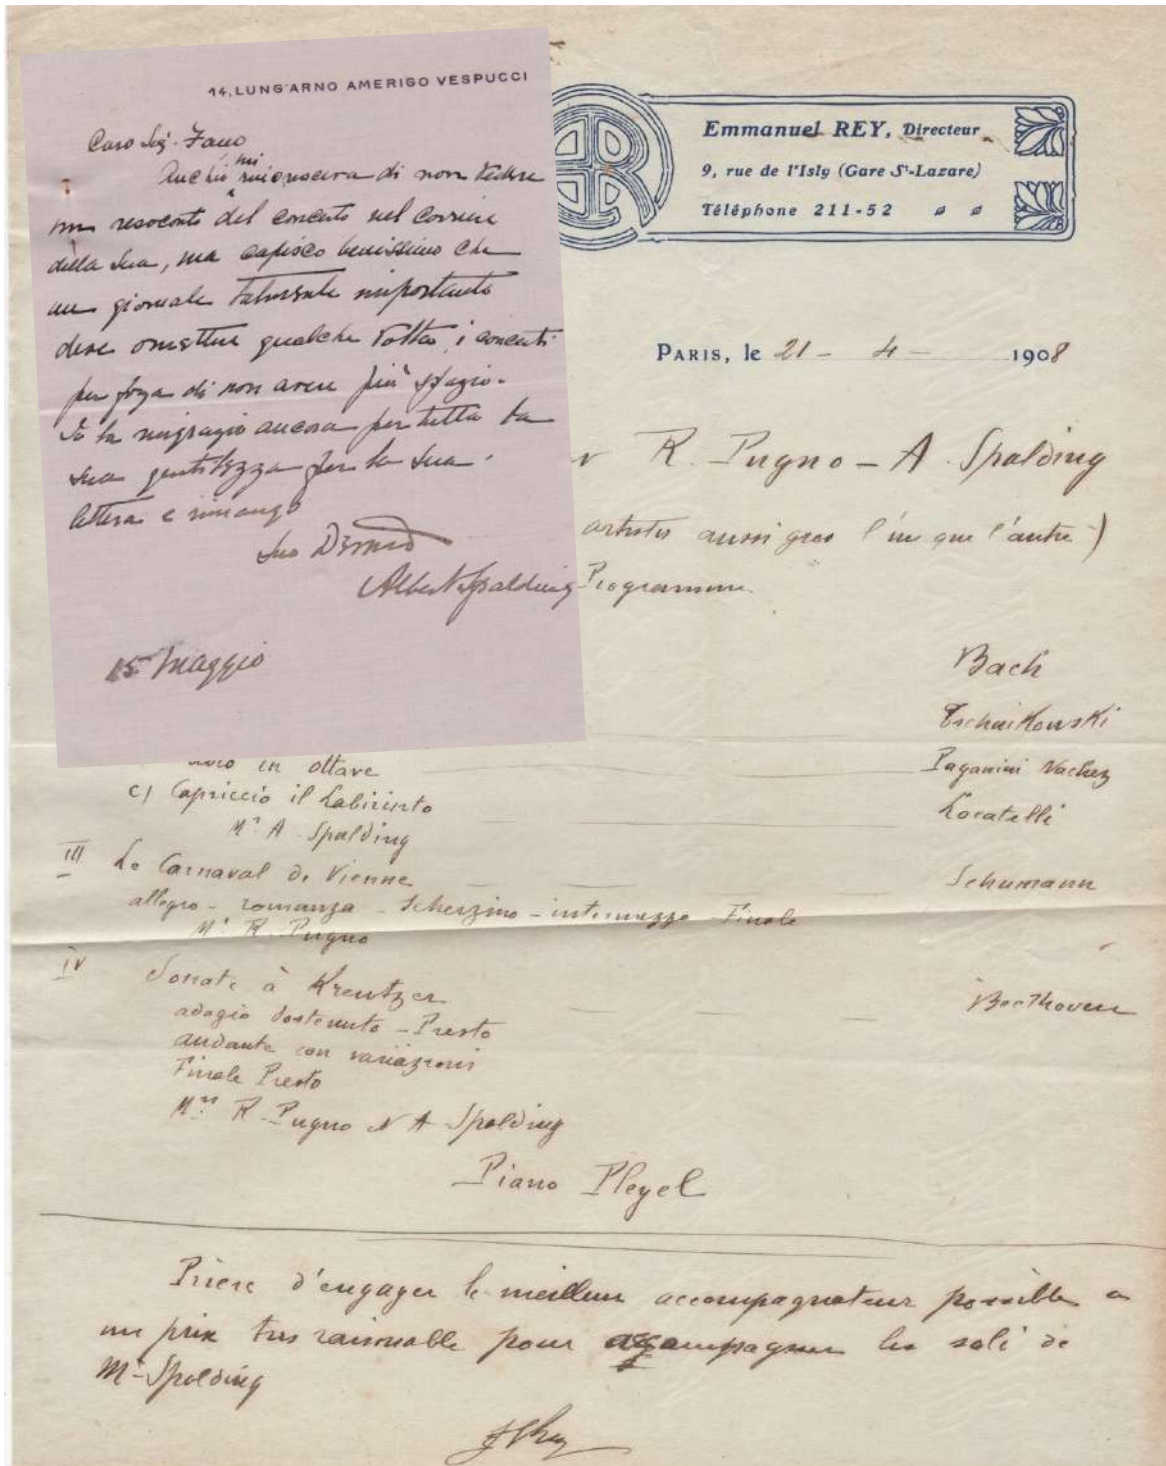 14, LUNG'ARNO AMERIGO VESPUCCI
Caro Sig. Fano
Anch'io mi rincresceva di non vedere
un resoconto del concerto nel Corriere
della Sera, ma capisco benissimo che
un giornale talmente importante
deve omettere qualche volta i concerti
per forza di non avere più spazio.
Io La ringrazio ancora per tutta la
sua gentilezza per la sua
lettera e rimango
Suo
Albert Spalding
15 Maggio
Emmanuel REY, Directeur
9, rue de l'Isly (Gare St-Lazare)
Téléphone 211-52
PARIS, le 21 - 4 - 1908
R. Pugno - A. Spalding
artistes aussi gros l'un que l'autre)
Programme
Bach
Tschaikowski
in ottave Paganini Vachez
c) Capriccio il Labirinto Locatelli
Mr A. Spalding
III Le Carnaval de Vienne Schumann
allegro - romanza - Scherzino - intermezzo - Finale
Mr R. Pugno
IV Sonate à Kreutzer Beethoven
adagio Sostenuto - Presto
andante con variazioni
Finale Presto
Mrs R. Pugno et A. Spalding
Piano Pleyel
Prière d'engager le meilleur accompagnateur possible a
un prix très raisonable pour accompagner les soli de
Mr Spalding